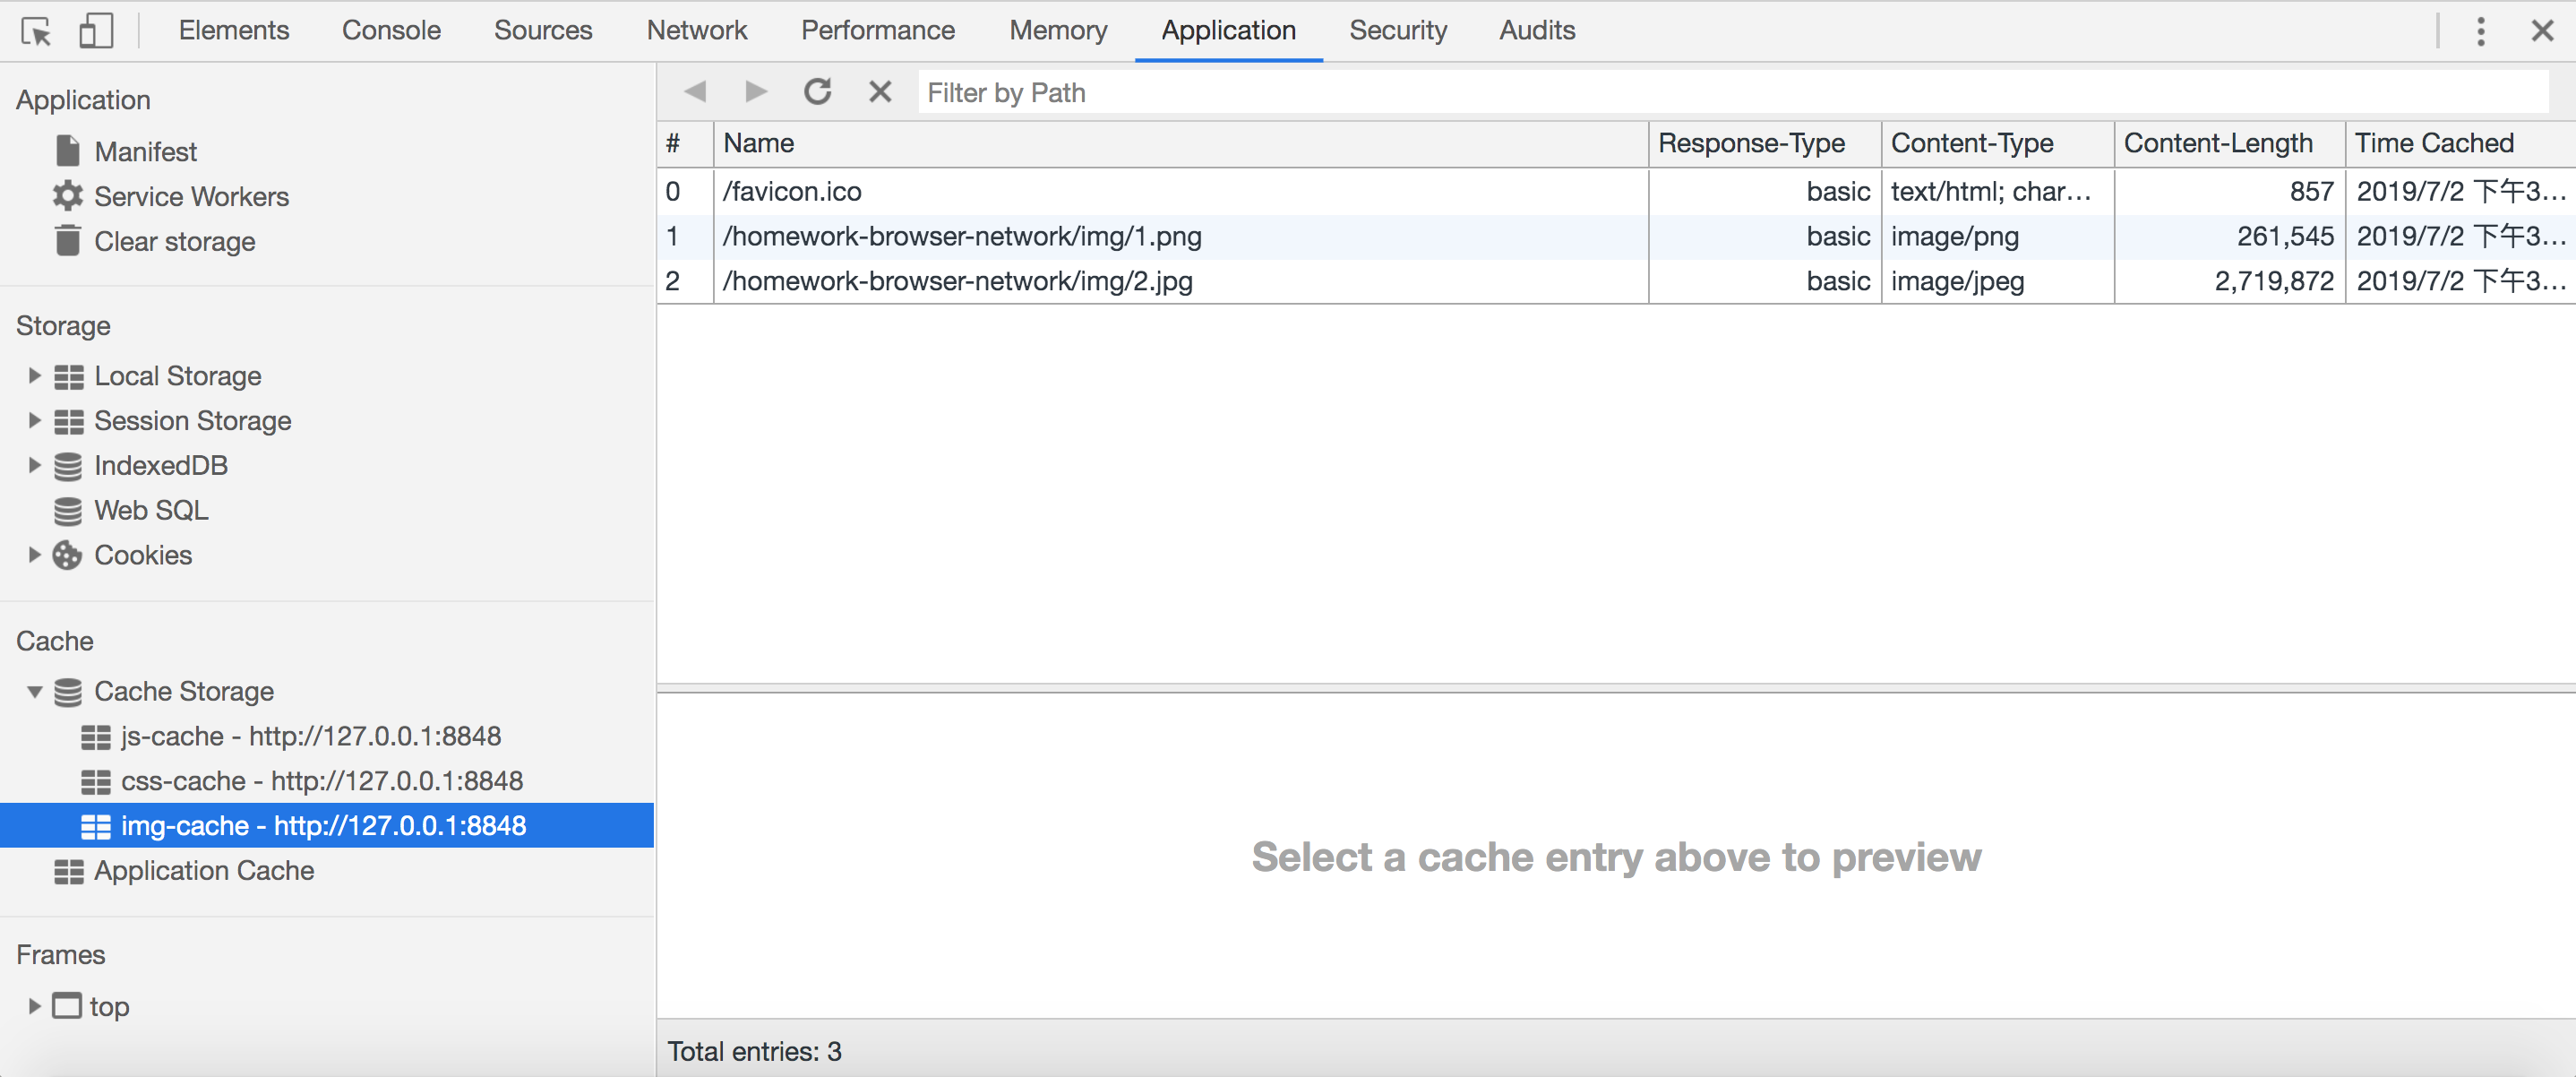 Elements Console Sources Network Performance Memory Application Security Audits
Application
Manifest
Service Workers
Clear storage
Storage
Local Storage
Session Storage
IndexedDB
Web SQL
Cookies
Cache
Cache Storage
js-cache - http://127.0.0.1:8848
css-cache - http://127.0.0.1:8848
img-cache - http://127.0.0.1:8848
Application Cache
Frames
top
Filter by Path
# Name Response-Type Content-Type Content-Length Time Cached
0 /favicon.ico basic text/html; char… 857 2019/7/2 下午3…
1 /homework-browser-network/img/1.png basic image/png 261,545 2019/7/2 下午3…
2 /homework-browser-network/img/2.jpg basic image/jpeg 2,719,872 2019/7/2 下午3…
Select a cache entry above to preview
Total entries: 3